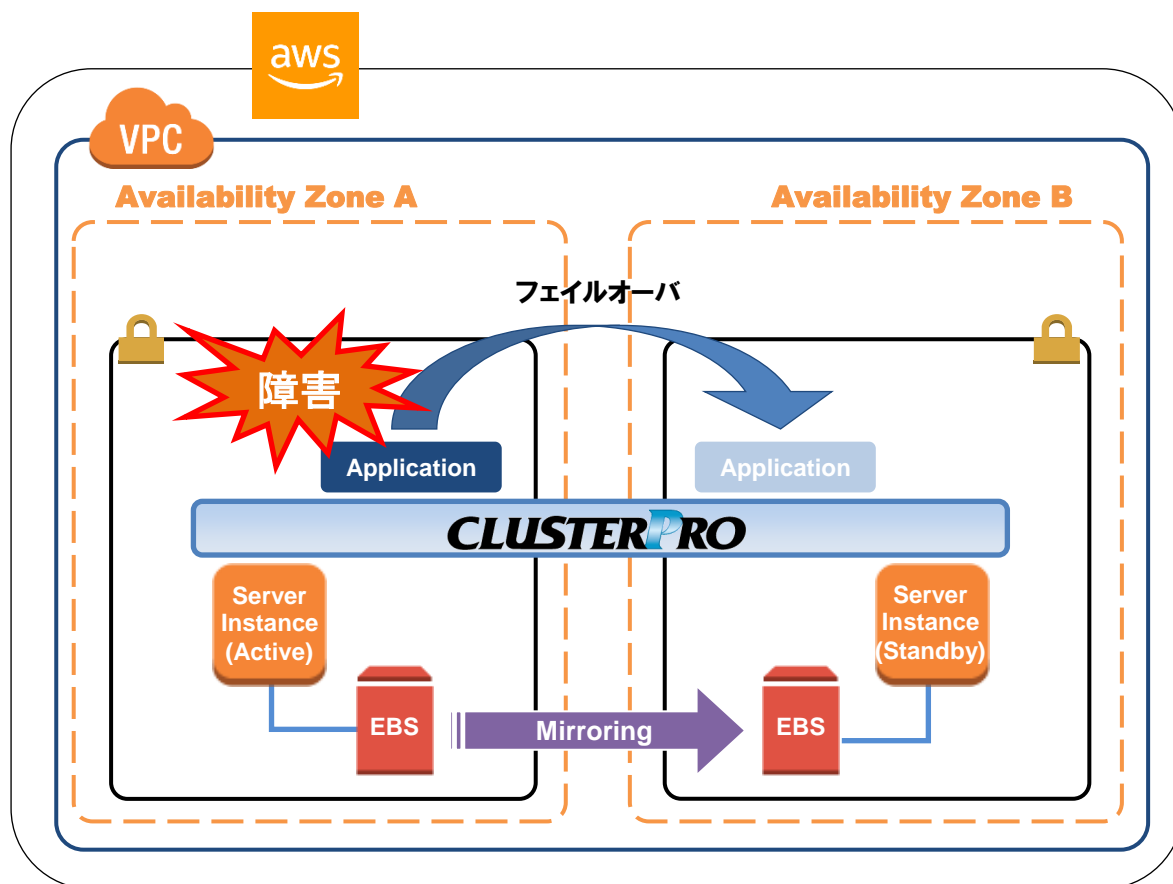 aws
VPC
Availability Zone A
Availability Zone B
フェイルオーバ
障害
Application
Application
CLUSTERPRO
Server
Instance
(Active)
Server
Instance
(Standby)
EBS
Mirroring
EBS